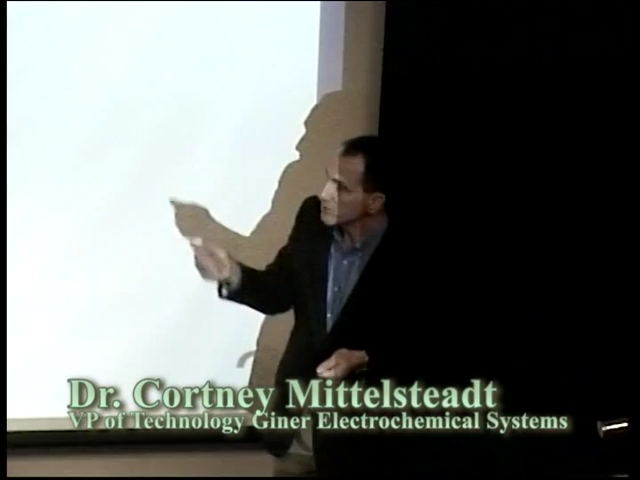 Dr. Cortney Mittelsteadt
VP of Technology Giner Electrochemical Systems